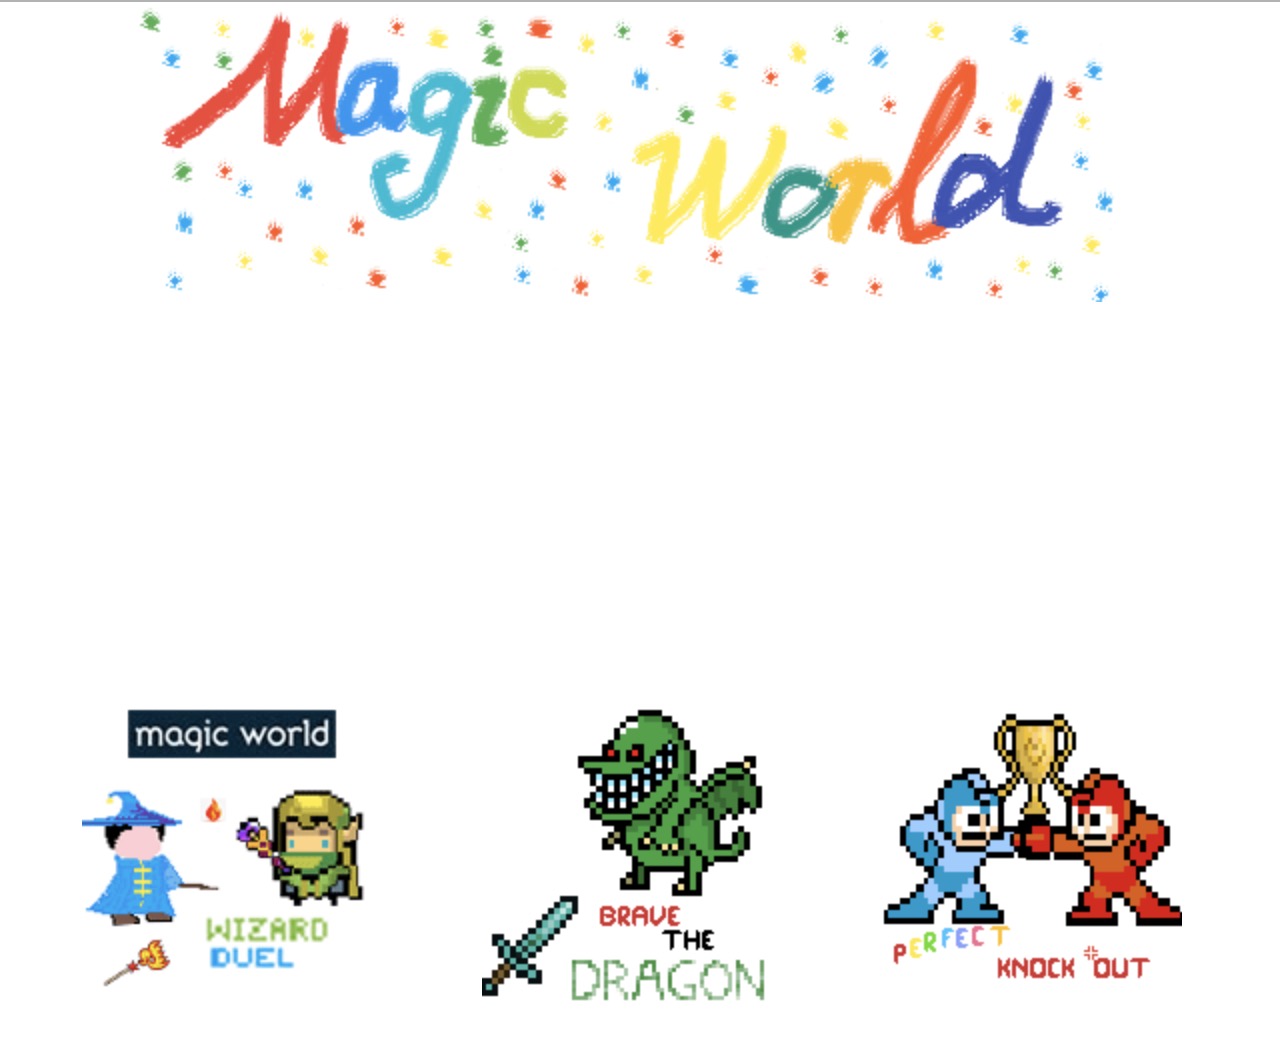 Magic
World
magic world
WIZARD
DUEL
BRAVE
THE
DRAGON
PERFECT
KNOCK OUT